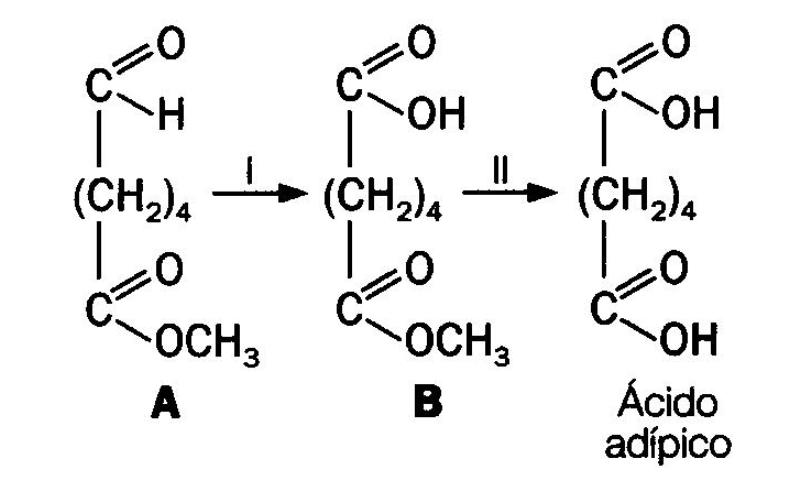 C=O H (CH₂)₄ C=O OCH₃
I
C=O OH (CH₂)₄ C=O OCH₃
II
C=O OH (CH₂)₄ C=O OH
A
B
Ácido
adípico